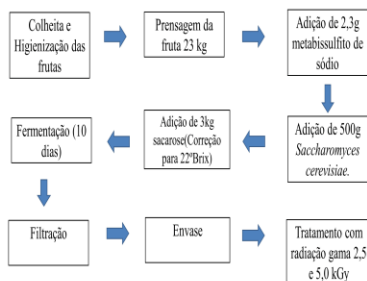 Colheita e
Higienização das
frutas
Prensagem da
fruta 23 kg
Adição de 2,3g
metabissulfito de
sódio
Adição de 500g
Saccharomyces
cerevisiae.
Adição de 3kg
sacarose(Correção
para 22ºBrix)
Fermentação (10
dias)
Filtração
Envase
Tratamento com
radiação gama 2,5
e 5,0 kGy